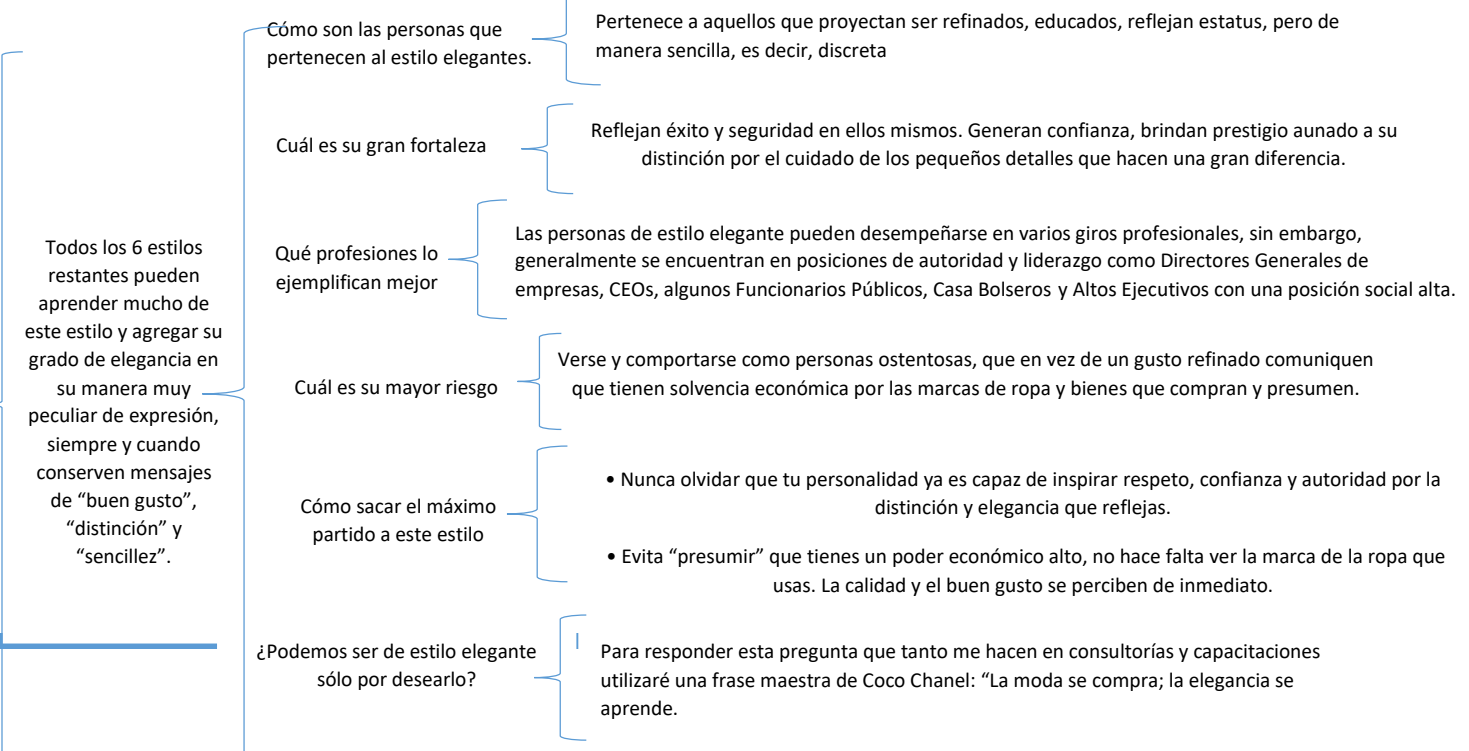 Todos los 6 estilos
restantes pueden
aprender mucho de
este estilo y agregar su
grado de elegancia en
su manera muy
peculiar de expresión,
siempre y cuando
conserven mensajes
de “buen gusto”,
“distinción” y
“sencillez”.
Cómo son las personas que
pertenecen al estilo elegantes.
Pertenece a aquellos que proyectan ser refinados, educados, reflejan estatus, pero de
manera sencilla, es decir, discreta
Cuál es su gran fortaleza
Reflejan éxito y seguridad en ellos mismos. Generan confianza, brindan prestigio aunado a su
distinción por el cuidado de los pequeños detalles que hacen una gran diferencia.
Qué profesiones lo
ejemplifican mejor
Las personas de estilo elegante pueden desempeñarse en varios giros profesionales, sin embargo,
generalmente se encuentran en posiciones de autoridad y liderazgo como Directores Generales de
empresas, CEOs, algunos Funcionarios Públicos, Casa Bolseros y Altos Ejecutivos con una posición social alta.
Cuál es su mayor riesgo
Verse y comportarse como personas ostentosas, que en vez de un gusto refinado comuniquen
que tienen solvencia económica por las marcas de ropa y bienes que compran y presumen.
Cómo sacar el máximo
partido a este estilo
• Nunca olvidar que tu personalidad ya es capaz de inspirar respeto, confianza y autoridad por la
distinción y elegancia que reflejas.
• Evita “presumir” que tienes un poder económico alto, no hace falta ver la marca de la ropa que
usas. La calidad y el buen gusto se perciben de inmediato.
¿Podemos ser de estilo elegante
sólo por desearlo?
Para responder esta pregunta que tanto me hacen en consultorías y capacitaciones
utilizaré una frase maestra de Coco Chanel: “La moda se compra; la elegancia se
aprende.